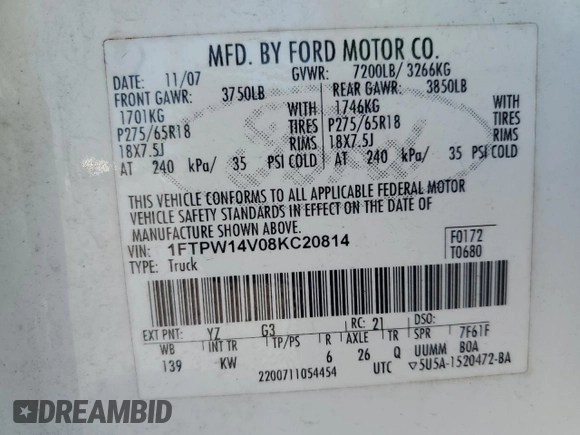 MFD. BY FORD MOTOR CO.
DATE: 11/07 GVWR: 7200LB/ 3266KG
FRONT GAWR: 3750LB REAR GAWR: 3850LB
1701KG WITH 1746KG WITH
P275/65R18 TIRES P275/65R18 TIRES
18X7.5J RIMS 18X7.5J RIMS
AT 240 kPa/ 35 PSI COLD AT 240 kPa/ 35 PSI COLD
Ford
THIS VEHICLE CONFORMS TO ALL APPLICABLE FEDERAL MOTOR
VEHICLE SAFETY STANDARDS IN EFFECT ON THE DATE OF
MANUFACTURE SHOWN ABOVE.
VIN: 1FTPW14V08KC20814 F0172
TYPE: Truck T0680
EXT PNT: YZ G3 RC: 21 DSO:
WB INT TR TP/PS R AXLE TR SPR 7F61F
139 KW 6 26 Q UUMM BOA
2200711054454 UTC ▽5U5A-1520472-BA
DREAMBID